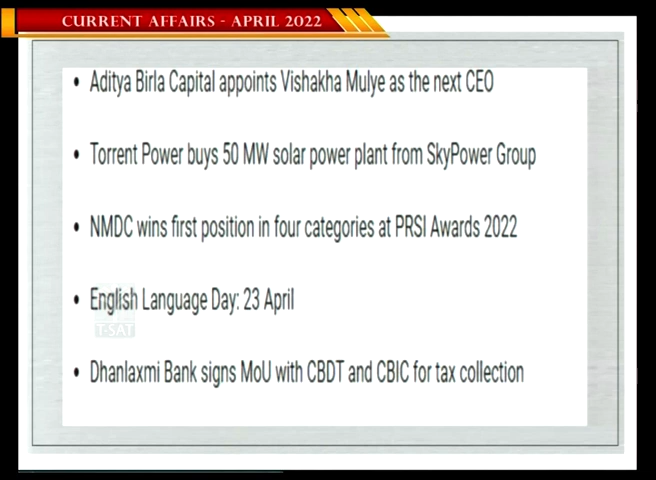 CURRENT AFFAIRS - APRIL 2022
• Aditya Birla Capital appoints Vishakha Mulye as the next CEO
• Torrent Power buys 50 MW solar power plant from SkyPower Group
• NMDC wins first position in four categories at PRSI Awards 2022
• English Language Day: 23 April
T-SAT
• Dhanlaxmi Bank signs MoU with CBDT and CBIC for tax collection